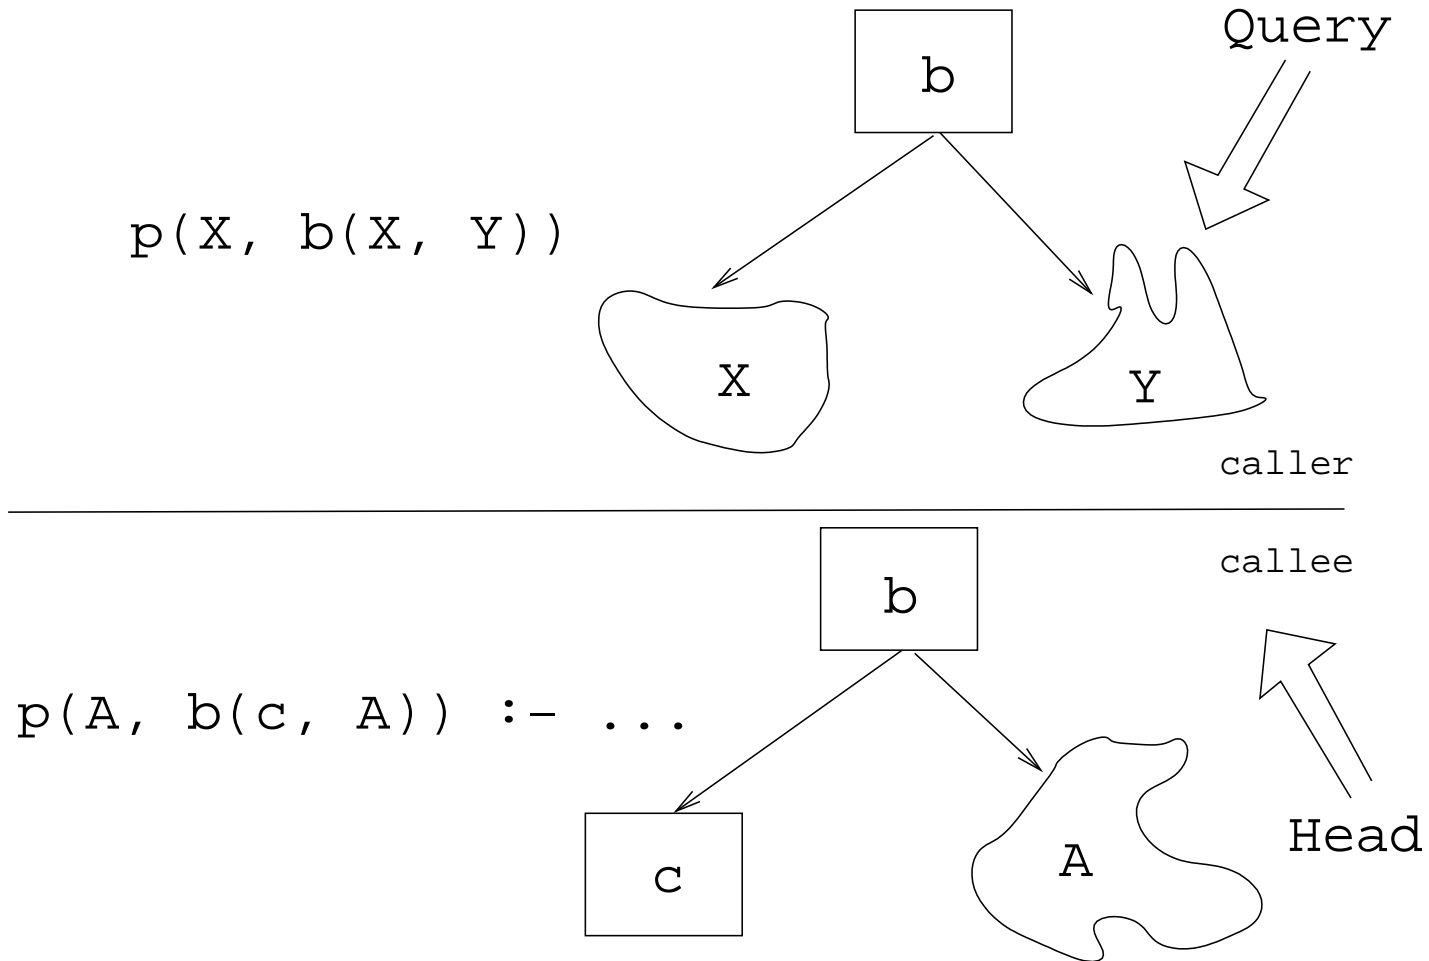 Query
b
p(X, b(X, Y))
X
Y
caller
callee
b
p(A, b(c, A)) :- ...
Head
c
A